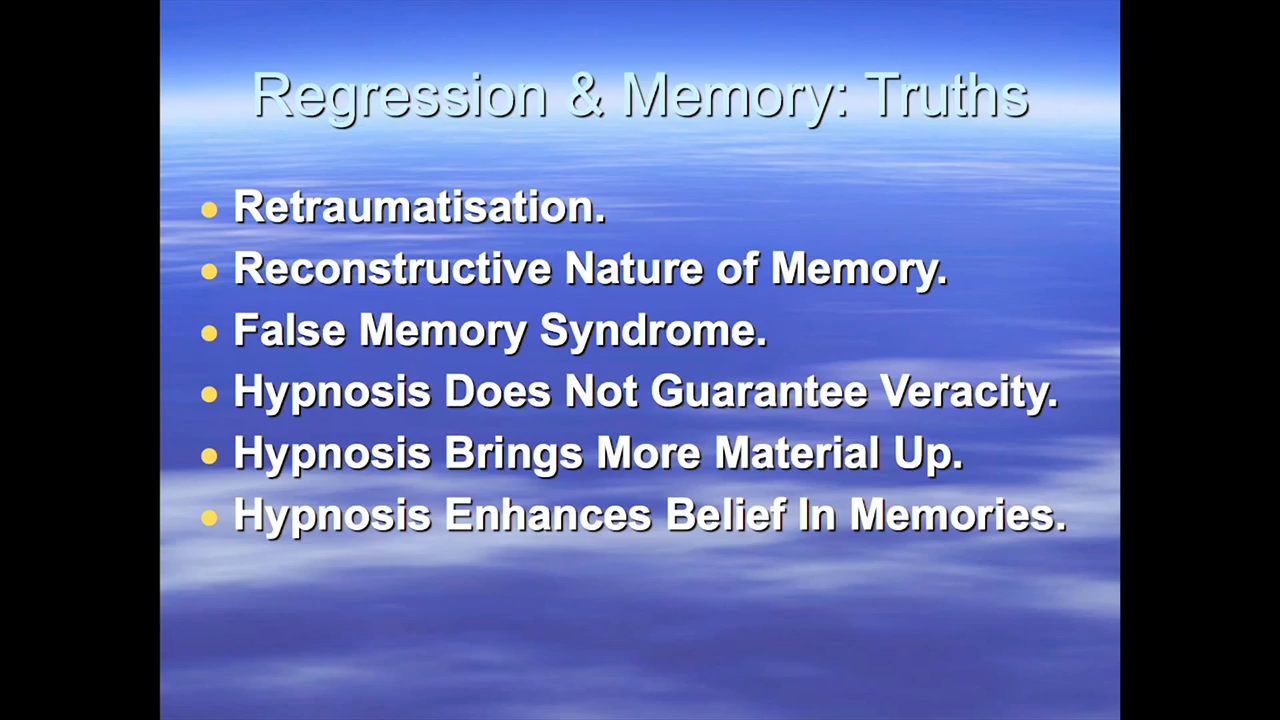 Regression & Memory: Truths
Retraumatisation.
Reconstructive Nature of Memory.
False Memory Syndrome.
Hypnosis Does Not Guarantee Veracity.
Hypnosis Brings More Material Up.
Hypnosis Enhances Belief In Memories.